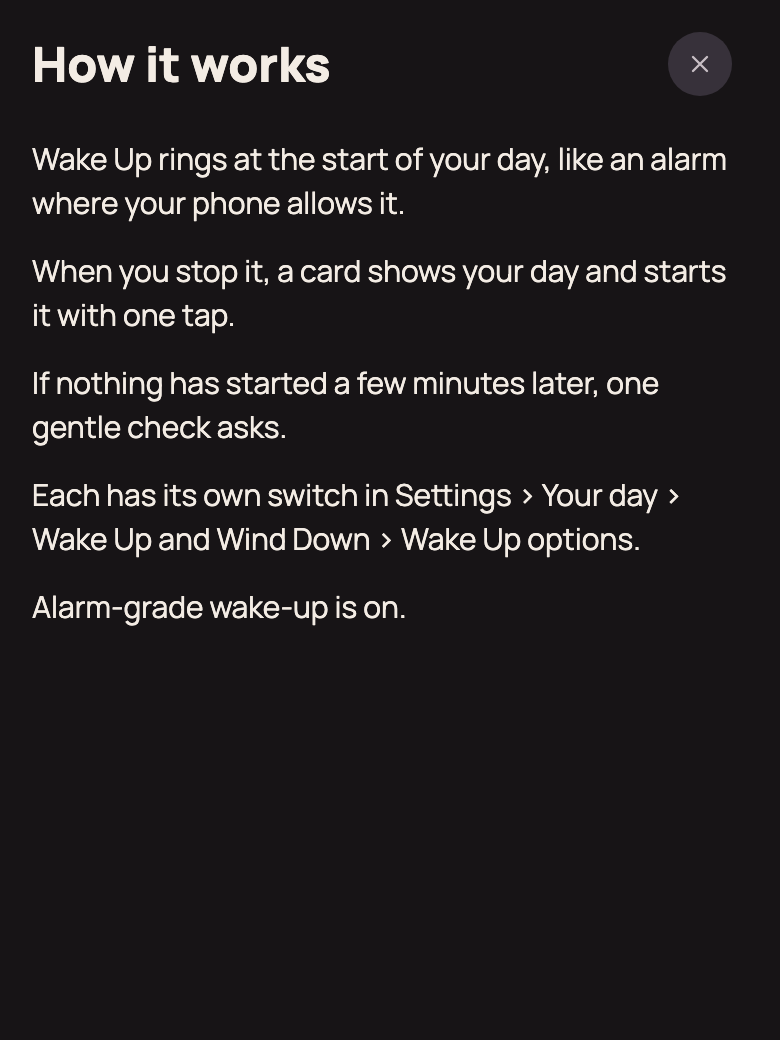 How it works
Wake Up rings at the start of your day, like an alarm
where your phone allows it.
When you stop it, a card shows your day and starts
it with one tap.
If nothing has started a few minutes later, one
gentle check asks.
Each has its own switch in Settings › Your day ›
Wake Up and Wind Down › Wake Up options.
Alarm-grade wake-up is on.